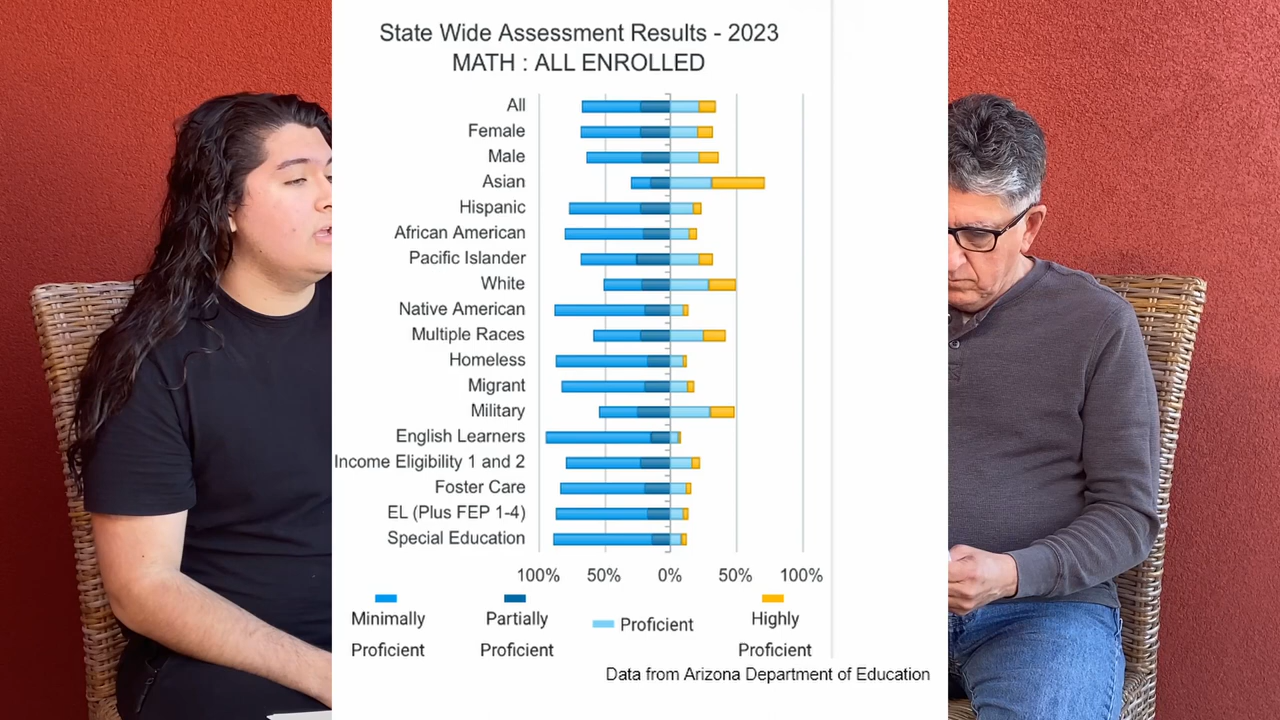 State Wide Assessment Results - 2023
MATH : ALL ENROLLED
All
Female
Male
Asian
Hispanic
African American
Pacific Islander
White
Native American
Multiple Races
Homeless
Migrant
Military
English Learners
Income Eligibility 1 and 2
Foster Care
EL (Plus FEP 1-4)
Special Education
100% 50% 0% 50% 100%
Minimally Proficient
Partially Proficient
Proficient
Highly Proficient
Data from Arizona Department of Education